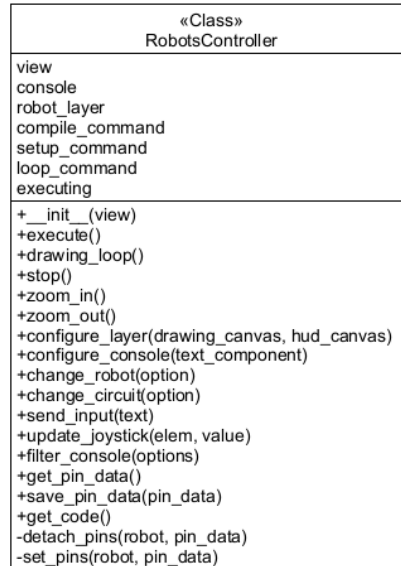 «Class»
RobotsController
view
console
robot_layer
compile_command
setup_command
loop_command
executing
+__init__(view)
+execute()
+drawing_loop()
+stop()
+zoom_in()
+zoom_out()
+configure_layer(drawing_canvas, hud_canvas)
+configure_console(text_component)
+change_robot(option)
+change_circuit(option)
+send_input(text)
+update_joystick(elem, value)
+filter_console(options)
+get_pin_data()
+save_pin_data(pin_data)
+get_code()
-detach_pins(robot, pin_data)
-set_pins(robot, pin_data)